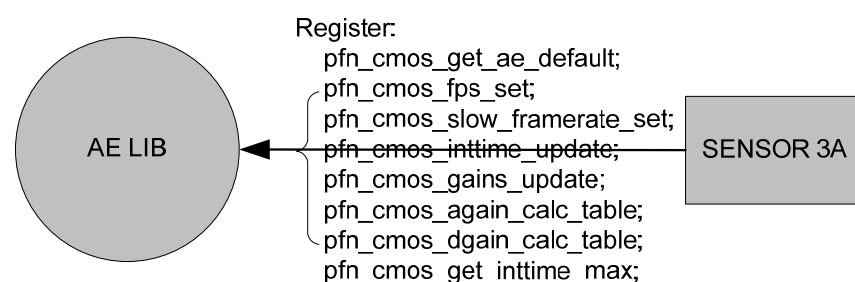 Register:
pfn_cmos_get_ae_default;
pfn_cmos_fps_set;
pfn_cmos_slow_framerate_set;
AE LIB
pfn_cmos_inttime_update;
SENSOR 3A
pfn_cmos_gains_update;
pfn_cmos_again_calc_table;
pfn_cmos_dgain_calc_table;
pfn_cmos_get_inttime_max;